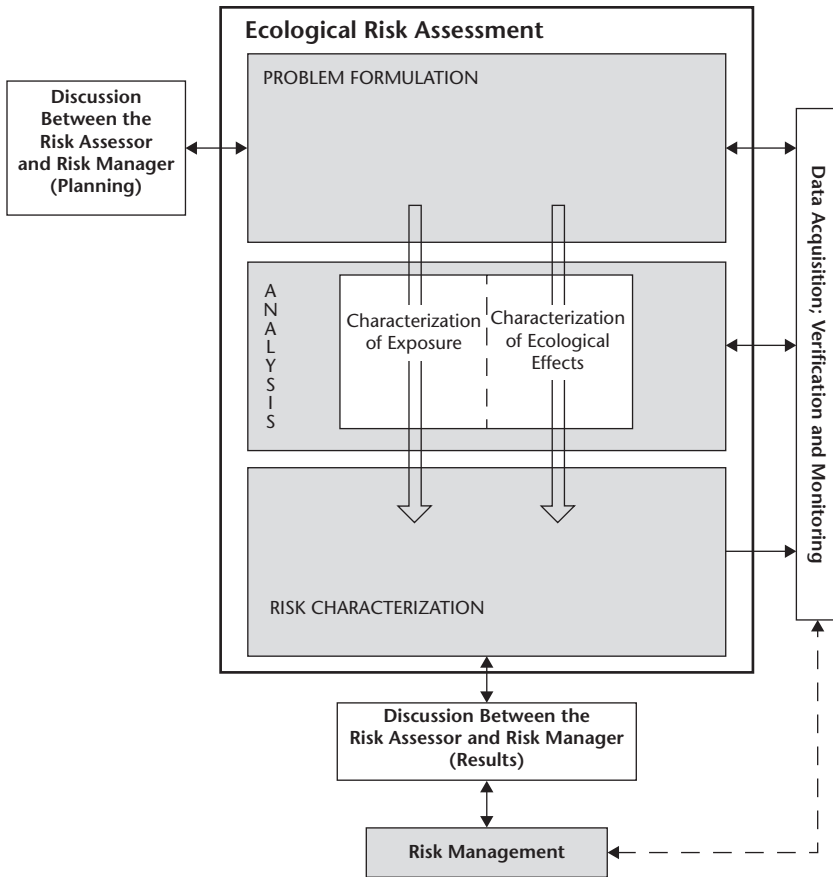 Ecological Risk Assessment
PROBLEM FORMULATION
Discussion
Between the
Risk Assessor
and Risk Manager
(Planning)
ANALYSIS
Characterization
of Exposure
Characterization
of Ecological
Effects
Data Acquisition; Verification and Monitoring
RISK CHARACTERIZATION
Discussion Between the
Risk Assessor and Risk Manager
(Results)
Risk Management